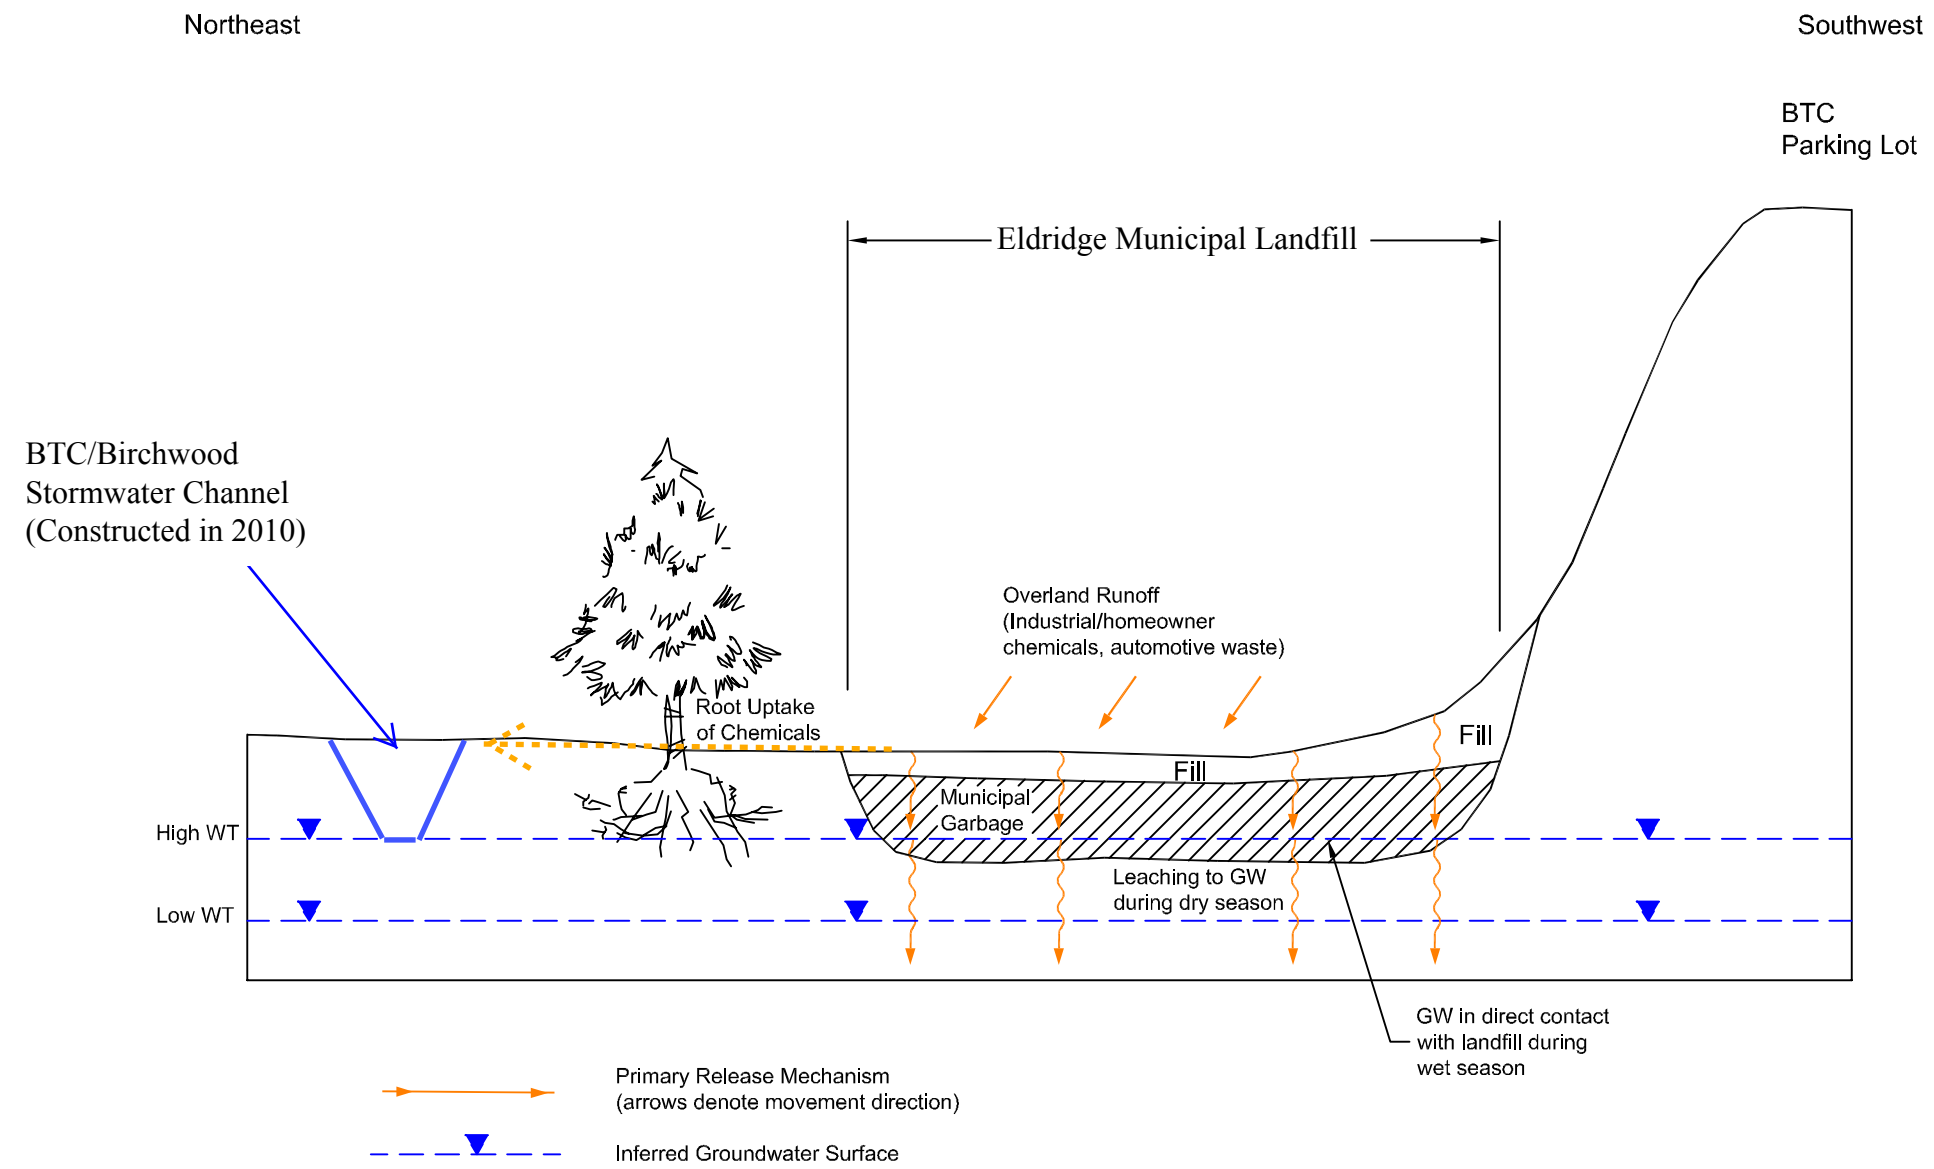 Northeast
Southwest
BTC
Parking Lot
Eldridge Municipal Landfill
BTC/Birchwood
Stormwater Channel
(Constructed in 2010)
Overland Runoff
(Industrial/homeowner
chemicals, automotive waste)
Root Uptake
of Chemicals
Fill
Fill
Municipal
Garbage
High WT
Leaching to GW
during dry season
Low WT
GW in direct contact
with landfill during
wet season
Primary Release Mechanism
(arrows denote movement direction)
Inferred Groundwater Surface